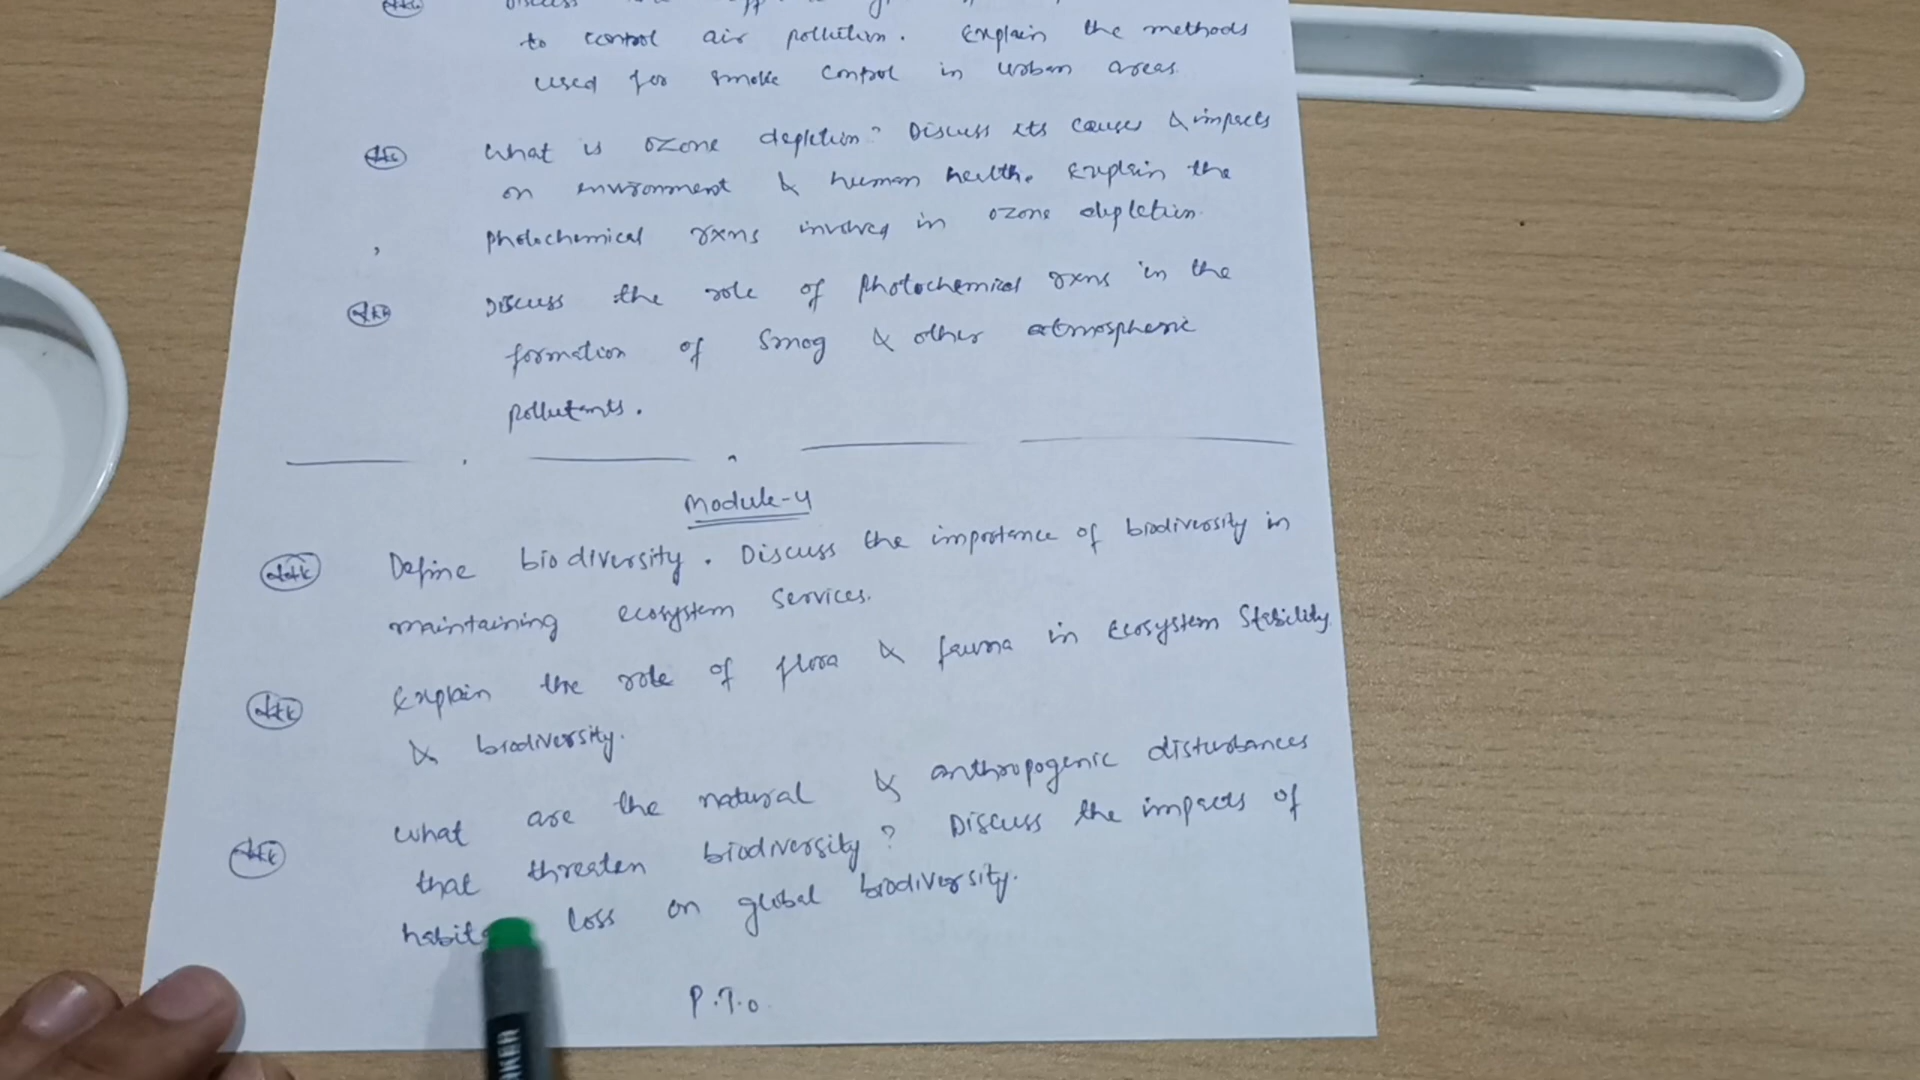 Discuss
to control air pollution. Explain the methods
used for smoke control in urban areas.
What is ozone depletion? Discuss its causes & impacts
on environment & human health. Explain the
photochemical rxns involved in ozone depletion.
Discuss the role of photochemical rxns in the
formation of smog & other atmospheric
pollutants.
Module-4
Define biodiversity. Discuss the importance of biodiversity in
maintaining ecosystem services.
Explain the role of flora & fauna in Ecosystem Stability
& biodiversity.
What are the natural & anthropogenic disturbances
that threaten biodiversity? Discuss the impacts of
loss on global biodiversity.
P.T.O.
KER